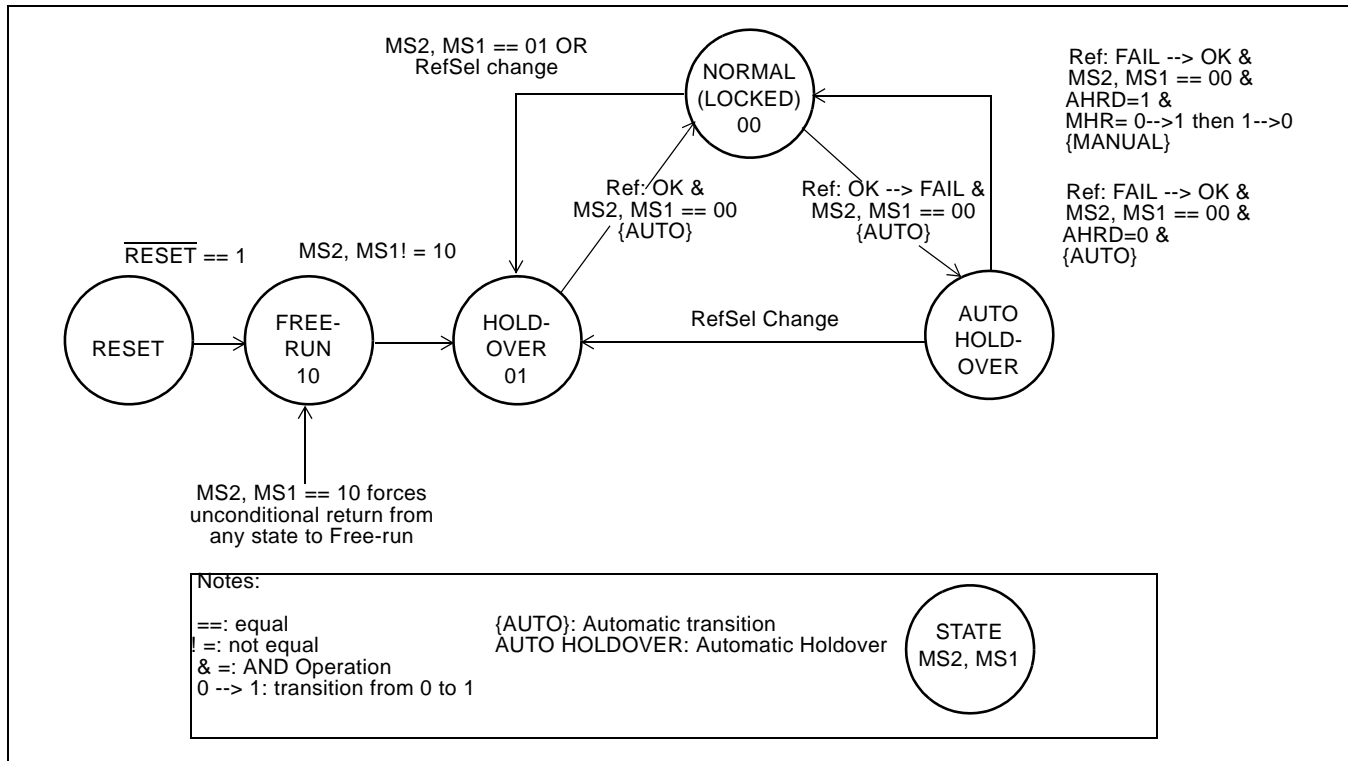 MS2, MS1 == 01 OR
RefSel change
NORMAL
(LOCKED)
00
Ref: FAIL --> OK &
MS2, MS1 == 00 &
AHRD=1 &
MHR= 0-->1 then 1-->0
{MANUAL}
Ref: OK &
MS2, MS1 == 00
{AUTO}
Ref: OK --> FAIL &
MS2, MS1 == 00
{AUTO}
Ref: FAIL --> OK &
MS2, MS1 == 00 &
AHRD=0 &
{AUTO}
RESET == 1
MS2, MS1! = 10
RESET
FREE-
RUN
10
HOLD-
OVER
01
RefSel Change
AUTO
HOLD-
OVER
MS2, MS1 == 10 forces
unconditional return from
any state to Free-run
Notes:
==: equal
! =: not equal
& =: AND Operation
0 --> 1: transition from 0 to 1
{AUTO}: Automatic transition
AUTO HOLDOVER: Automatic Holdover
STATE
MS2, MS1